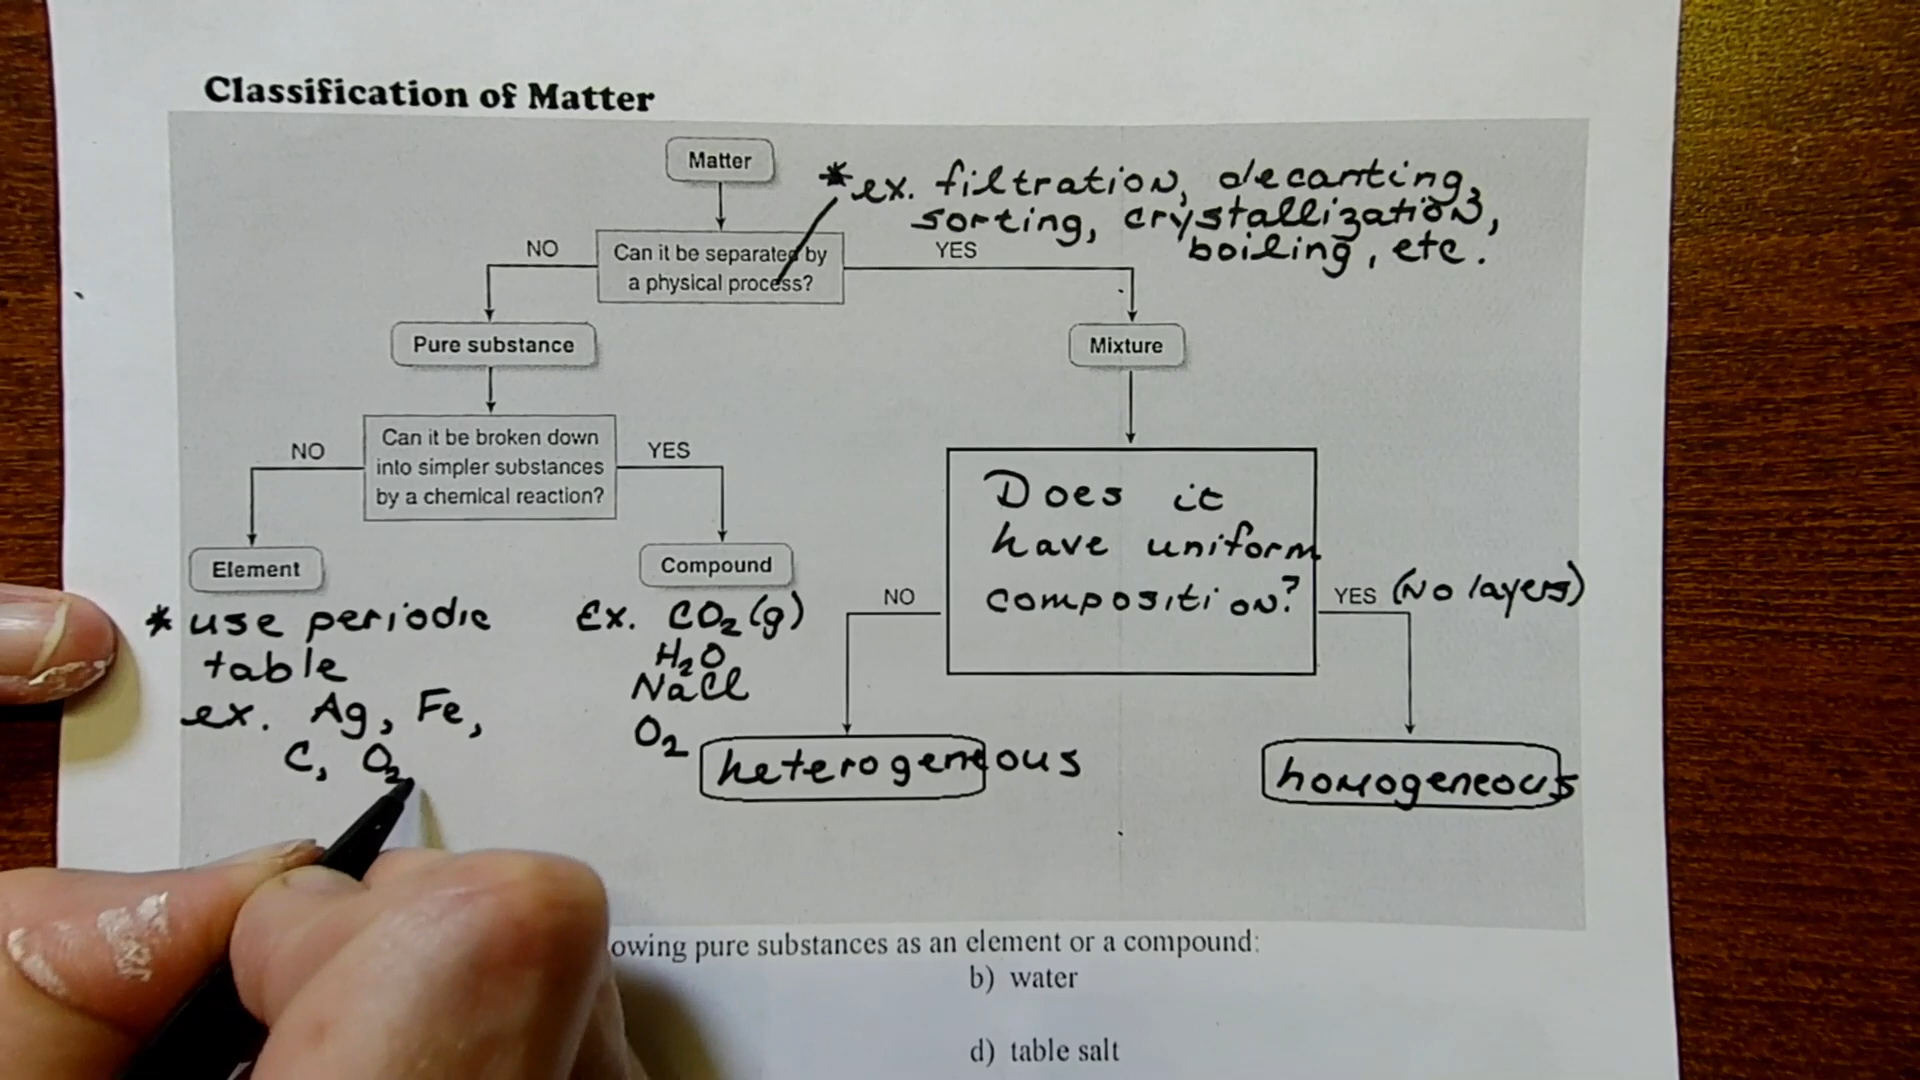 Classification of Matter
Matter
*ex. filtration, decanting,
sorting, crystallization,
boiling, etc.
NO
Can it be separated by
a physical process?
YES
Pure substance
Mixture
NO
Can it be broken down
into simpler substances
by a chemical reaction?
YES
Does it
have uniform
composition?
Element
Compound
NO
YES (No layers)
* use periodic
table
ex. Ag, Fe,
C, O2
Ex. CO2(g)
H2O
NaCl
O2
heterogeneous
homogeneous
owing pure substances as an element or a compound:
b) water
d) table salt